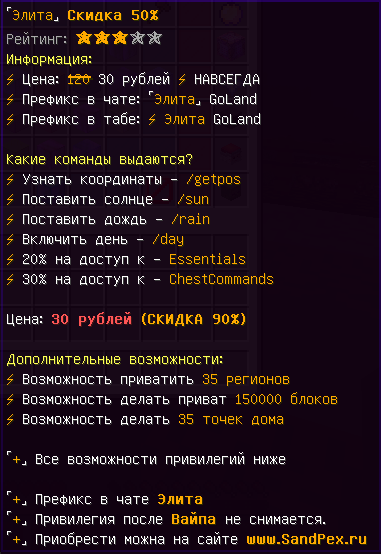 「Элита」 Скидка 50%
Рейтинг: ★★★★★
Информация:
⚡ Цена: 120 30 рублей ⚡ НАВСЕГДА
⚡ Префикс в чате: 「Элита」 GoLand
⚡ Префикс в табе: ⚡ Элита GoLand
Какие команды выдаются?
⚡ Узнать координаты – /getpos
⚡ Поставить солнце – /sun
⚡ Поставить дождь – /rain
⚡ Включить день – /day
⚡ 20% на доступ к – Essentials
⚡ 30% на доступ к – ChestCommands
Цена: 30 рублей (СКИДКА 90%)
Дополнительные возможности:
⚡ Возможность приватить 35 регионов
⚡ Возможность делать приват 150000 блоков
⚡ Возможность делать 35 точек дома
「+」 Все возможности привилегий ниже
「+」 Префикс в чате Элита
「+」 Привилегия после Вайпа не снимается.
「+」 Приобрести можна на сайте www.SandPex.ru